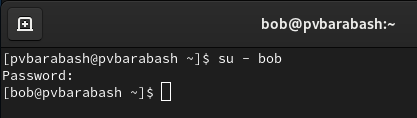 bob@pvbarabash:~
[pvbarabash@pvbarabash ~]$ su - bob
Password:
[bob@pvbarabash ~]$